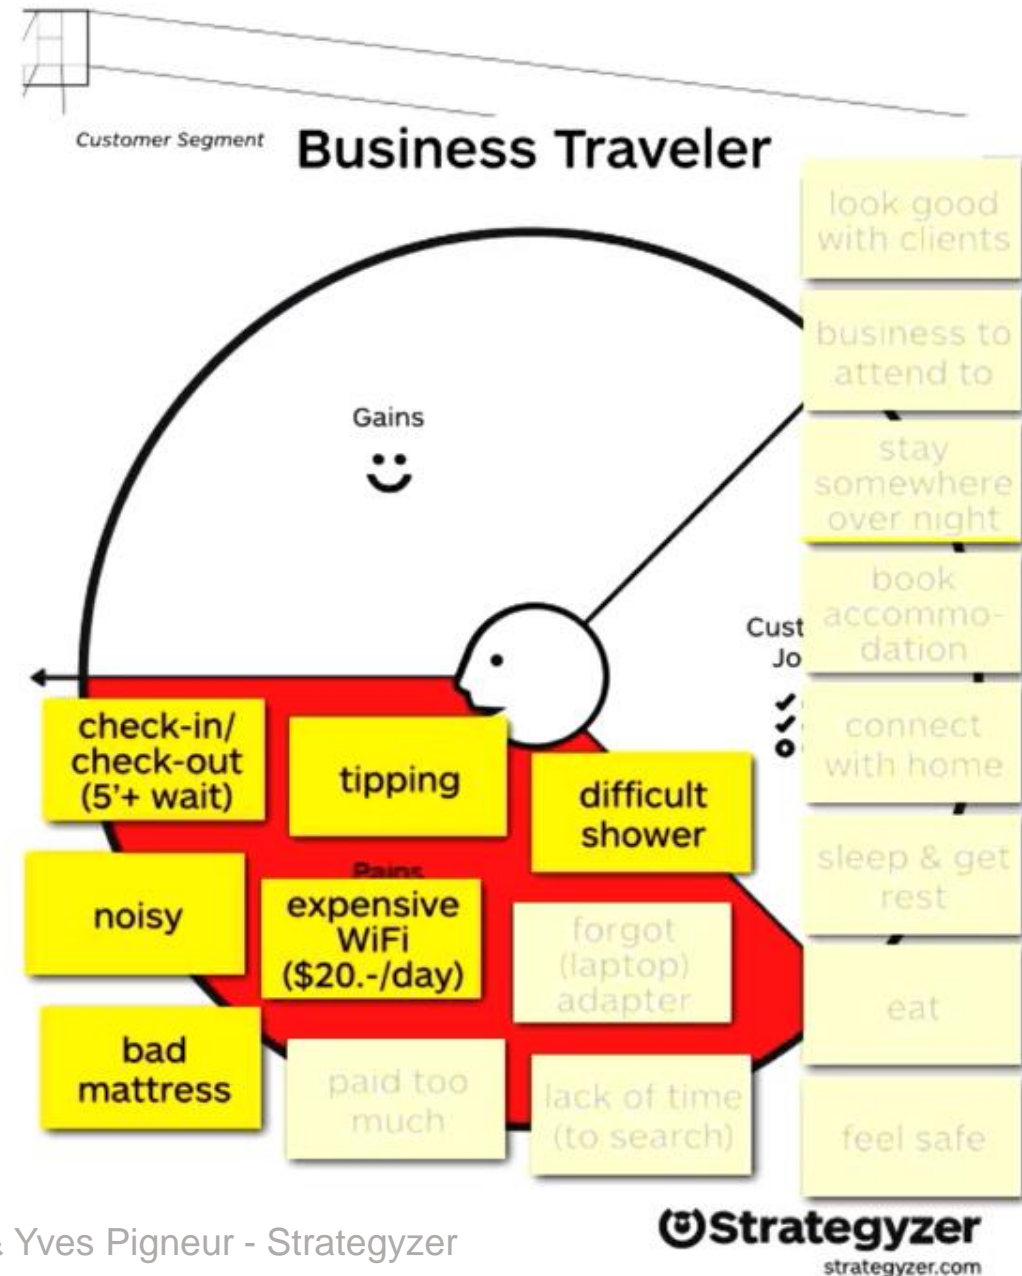 Customer Segment
Business Traveler
look good
with clients
business to
attend to
stay
somewhere
over night
book
accommo-
dation
connect
with home
sleep & get
rest
eat
feel safe
Gains
Cust
Jo
check-in/
check-out
(5'+ wait)
tipping
difficult
shower
Pains
noisy
expensive
WiFi
($20.-/day)
forgot
(laptop)
adapter
bad
mattress
paid too
much
lack of time
(to search)
& Yves Pigneur - Strategyzer
Strategyzer
strategyzer.com